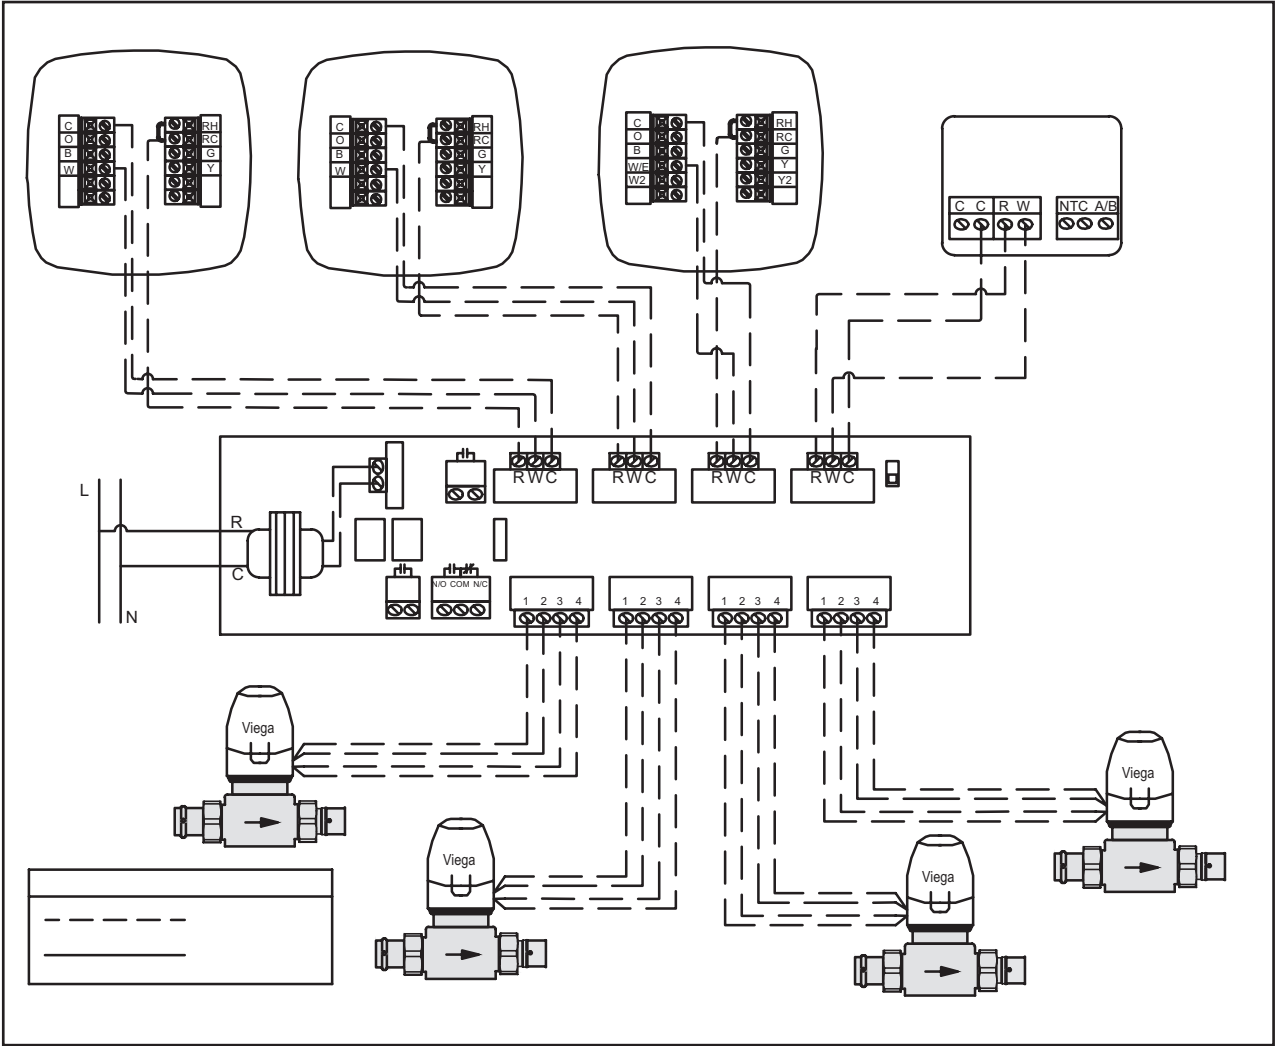 C
O
B
W
RH
RC
G
Y
C
O
B
W
RH
RC
G
Y
C
O
B
W/E
W2
RH
RC
G
Y
Y2
C C R W
NTC A/B
RWC
RWC
RWC
RWC
L
R
C
N
N/O COM N/C
1 2 3 4
1 2 3 4
1 2 3 4
1 2 3 4
Viega
Viega
Viega
Viega